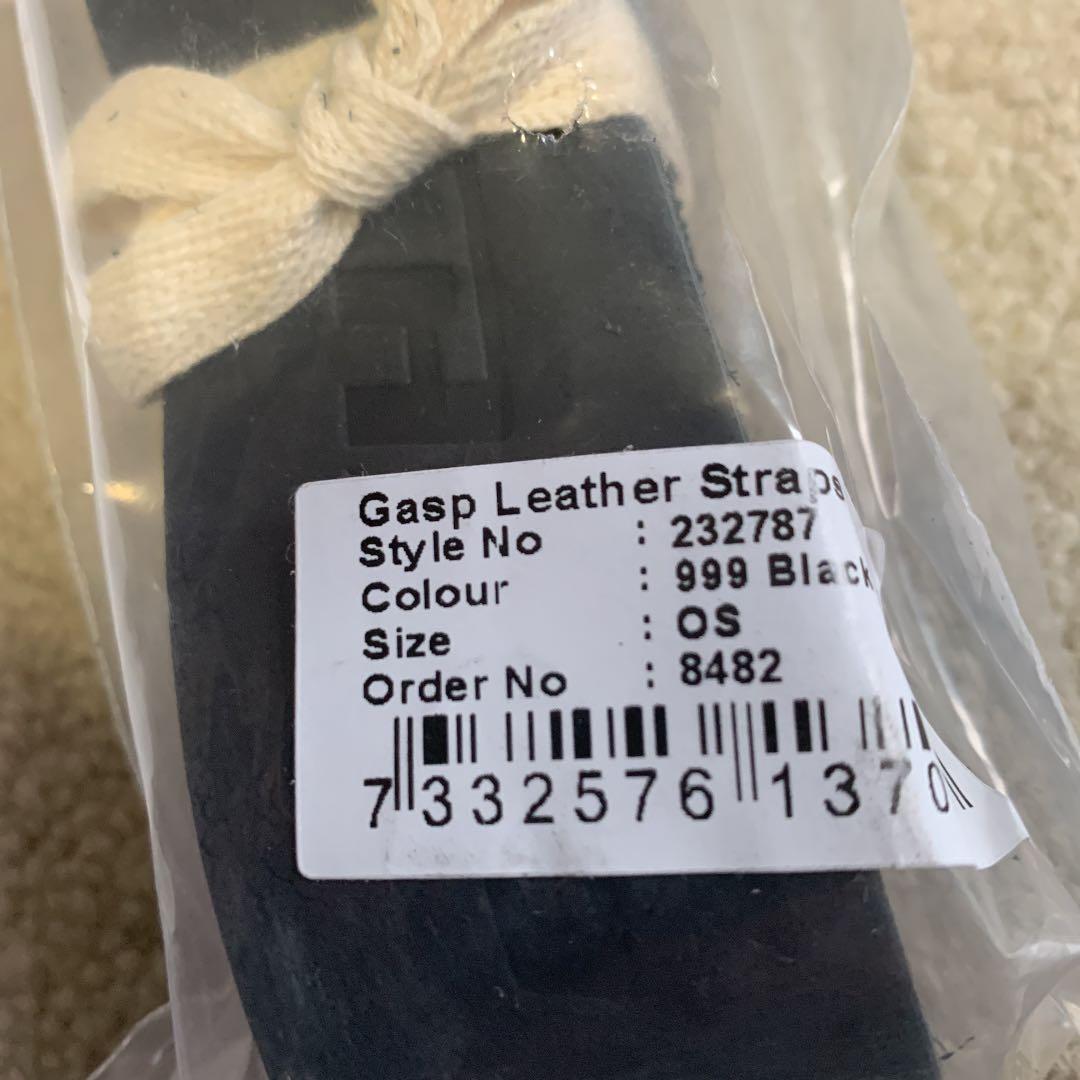 Gasp Leather Straps
Style No : 232787
Colour : 999 Black
Size : OS
Order No : 8482
7 332576 1370